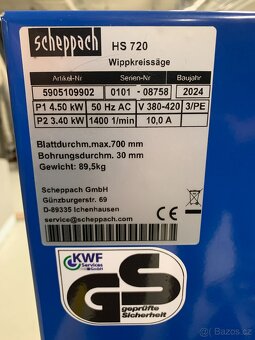 scheppach HS 720
Wippkreissäge
Artikel-Nr Serien-Nr Baujahr
5905109902 0101 - 08758 2024
P1 4.50 kW 50 Hz AC V 380-420 3/PE
P2 3.40 kW 1400 1/min 10,0 A
Blattdurchm.max.700 mm
Bohrungsdurchm. 30 mm
Gewicht: 89,5kg
Scheppach GmbH
Günzburgerstr. 69
D-89335 Ichenhausen
service@scheppach.com
CE
KWF
Services
GmbH
GS
geprüfte
Sicherheit
bazos.cz